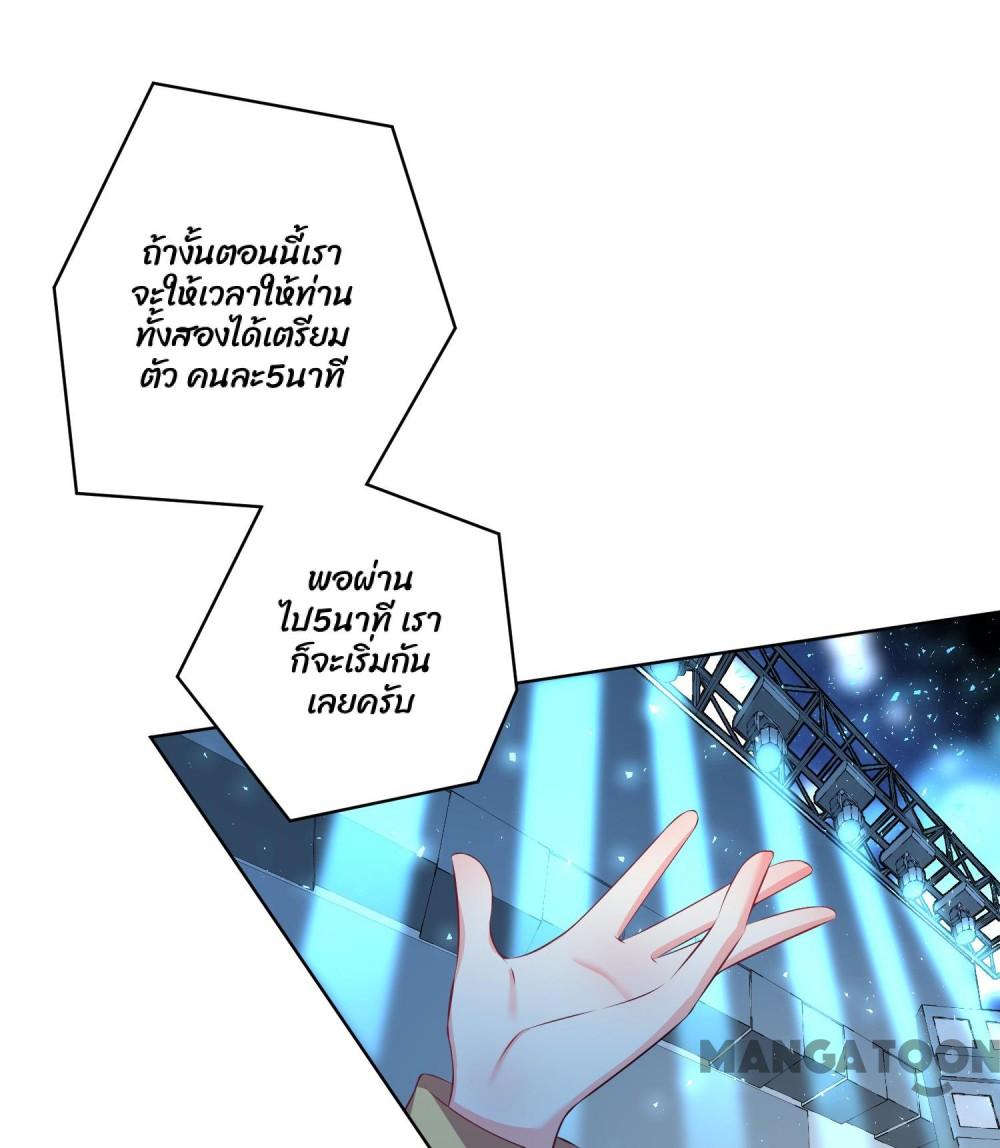 ถ้างั้นตอนนี้เรา
จะให้เวลาให้ท่าน
ทั้งสองได้เตรียม
ตัว คนละ5นาที
พอผ่าน
ไป5นาที เรา
ก็จะเริ่มกัน
เลยครับ
MANGATOON